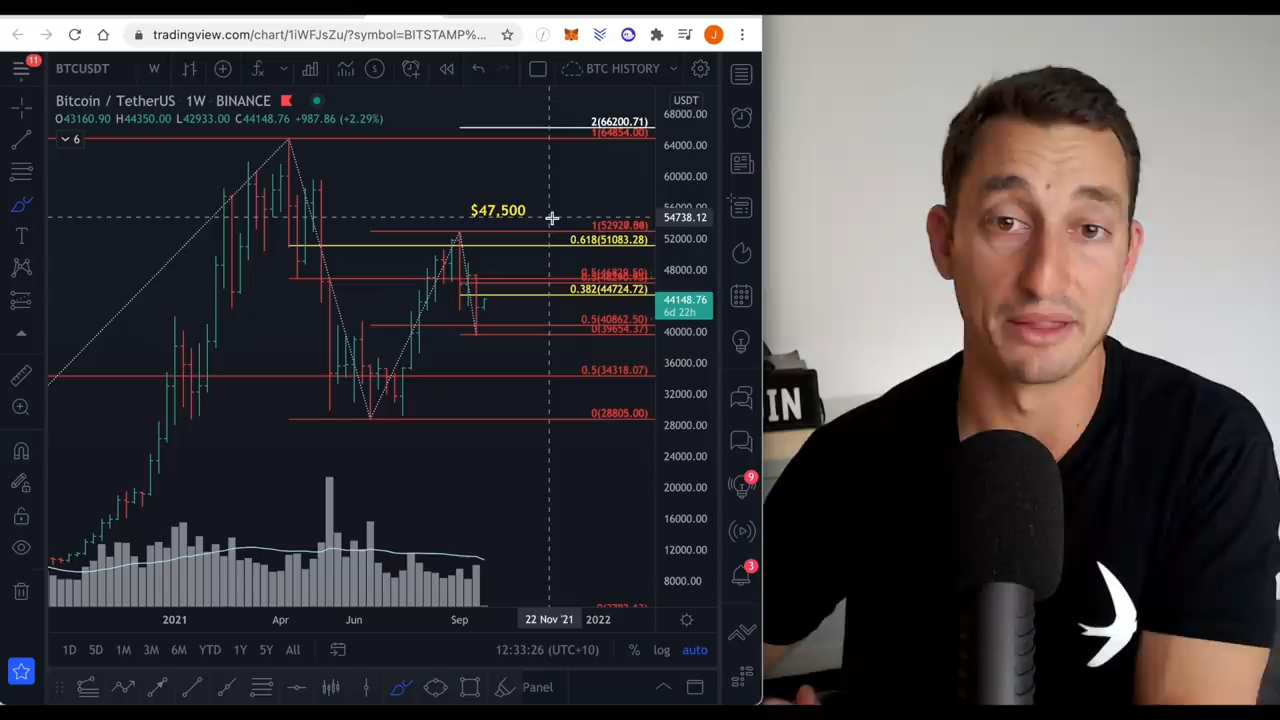 tradingview.com/chart/1iWFJsZu/?symbol=BITSTAMP%...
J
11
BTCUSDT
W
BTC HISTORY
Bitcoin / TetherUS · 1W · BINANCE
USDT
O43160.90 H44350.00 L42933.00 C44148.76 +987.86 (+2.29%)
6
68000.00
2(66200.71)
1(64854.00)
64000.00
60000.00
56000.00
$47,500
54738.12
52000.00
0.618(51083.28)
48000.00
0.382(44724.72)
44148.76
6d 22h
0.5(40862.50)
40000.00
0(39654.37)
36000.00
0.5(34318.07)
32000.00
0(28805.00)
28000.00
24000.00
20000.00
16000.00
12000.00
8000.00
2021
Apr
Jun
Sep
22 Nov '21
2022
1D 5D 1M 3M 6M YTD 1Y 5Y All
12:33:26 (UTC+10)
% log auto
Panel
9
3
IN